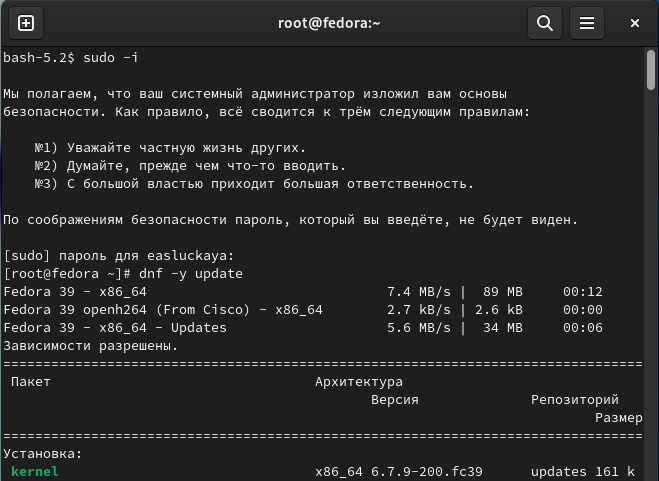 root@fedora:~
bash-5.2$ sudo -i
Мы полагаем, что ваш системный администратор изложил вам основы
безопасности. Как правило, всё сводится к трём следующим правилам:
№1) Уважайте частную жизнь других.
№2) Думайте, прежде чем что-то вводить.
№3) С большой властью приходит большая ответственность.
По соображениям безопасности пароль, который вы введёте, не будет виден.
[sudo] пароль для easluckaya:
[root@fedora ~]# dnf -y update
Fedora 39 - x86_64 7.4 MB/s | 89 MB 00:12
Fedora 39 openh264 (From Cisco) - x86_64 2.7 kB/s | 2.6 kB 00:00
Fedora 39 - x86_64 - Updates 5.6 MB/s | 34 MB 00:06
Зависимости разрешены.
================================================================================
Пакет Архитектура
Версия Репозиторий
Размер
================================================================================
Установка:
kernel x86_64 6.7.9-200.fc39 updates 161 k